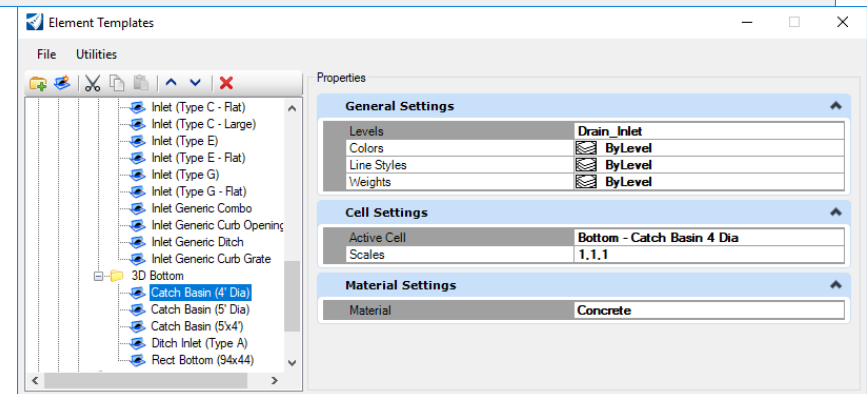 Element Templates
File Utilities
Properties
Inlet (Type C - Flat)
Inlet (Type C - Large)
Inlet (Type E)
Inlet (Type E - Flat)
Inlet (Type G)
Inlet (Type G - Flat)
Inlet Generic Combo
Inlet Generic Curb Opening
Inlet Generic Ditch
Inlet Generic Curb Grate
3D Bottom
Catch Basin (4' Dia)
Catch Basin (5' Dia)
Catch Basin (5'x4')
Ditch Inlet (Type A)
Rect Bottom (94x44)
General Settings
Levels Drain_Inlet
Colors ByLevel
Line Styles ByLevel
Weights ByLevel
Cell Settings
Active Cell Bottom - Catch Basin 4 Dia
Scales 1,1,1
Material Settings
Material Concrete